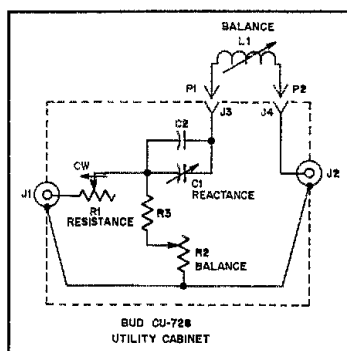 BALANCE
L1
P1
P2
J3
J4
C2
CW
C1
REACTANCE
J1
J2
R1
RESISTANCE
R3
R2
BALANCE
BUD CU-728
UTILITY CABINET